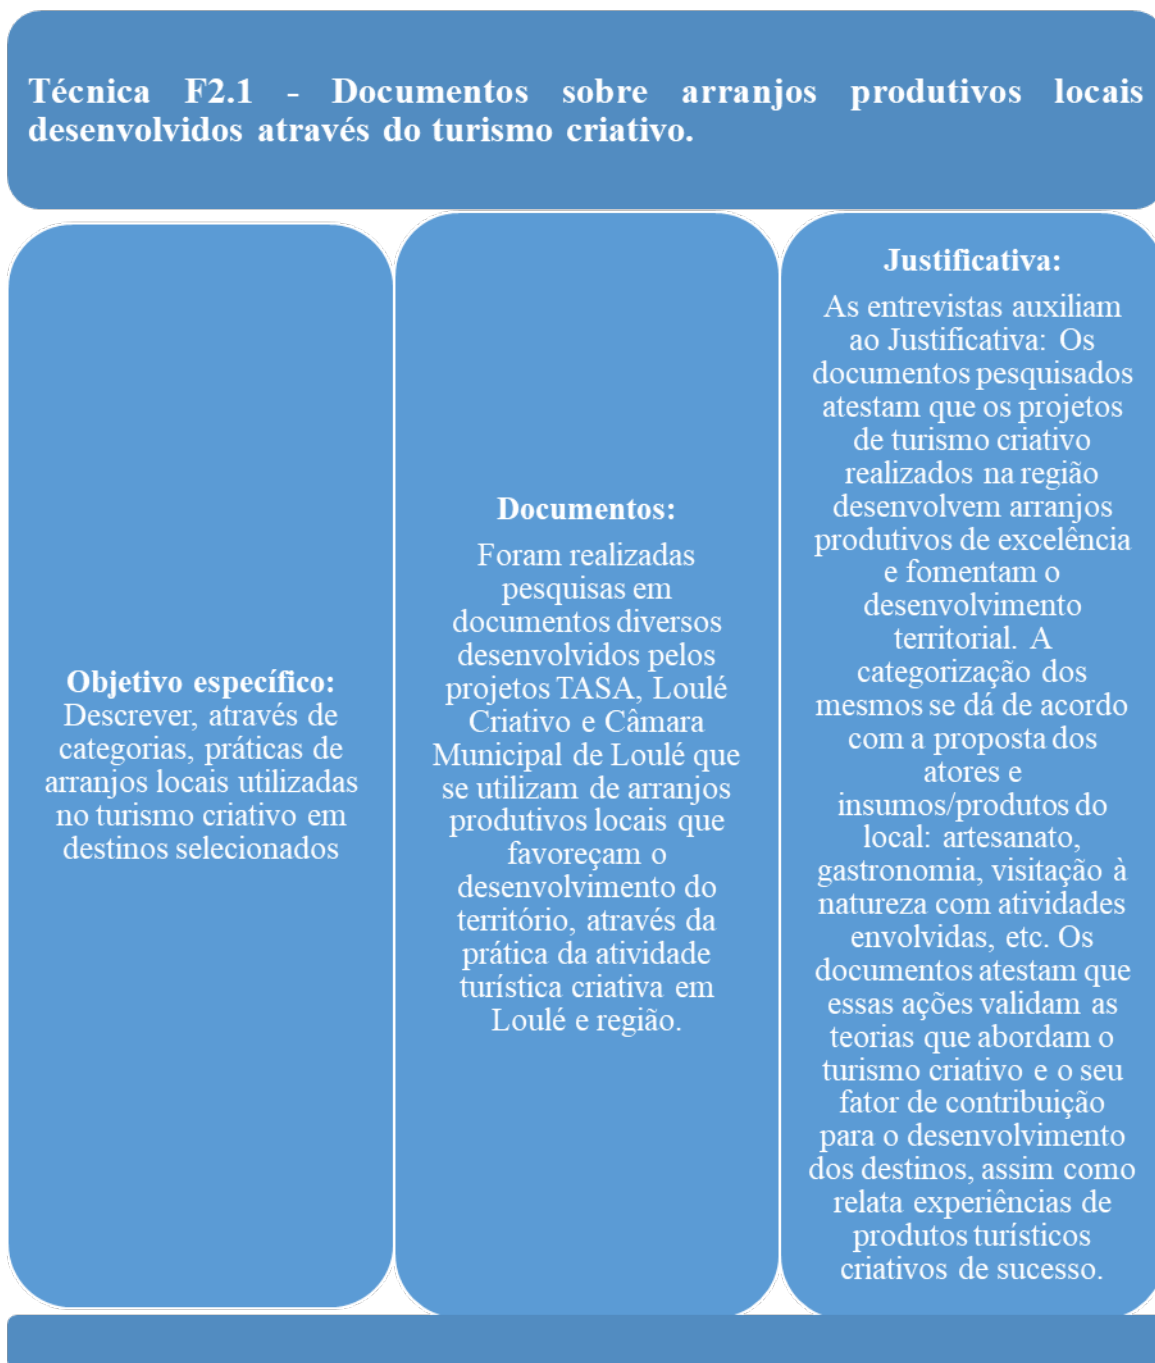 Técnica F2.1 - Documentos sobre arranjos produtivos locais
desenvolvidos através do turismo criativo.
Objetivo específico:
Descrever, através de
categorias, práticas de
arranjos locais utilizadas
no turismo criativo em
destinos selecionados
Documentos:
Foram realizadas
pesquisas em
documentos diversos
desenvolvidos pelos
projetos TASA, Loulé
Criativo e Câmara
Municipal de Loulé que
se utilizam de arranjos
produtivos locais que
favoreçam o
desenvolvimento do
território, através da
prática da atividade
turística criativa em
Loulé e região.
Justificativa:
As entrevistas auxiliam
ao Justificativa: Os
documentos pesquisados
atestam que os projetos
de turismo criativo
realizados na região
desenvolvem arranjos
produtivos de excelência
e fomentam o
desenvolvimento
territorial. A
categorização dos
mesmos se dá de acordo
com a proposta dos
atores e
insumos/produtos do
local: artesanato,
gastronomia, visitação à
natureza com atividades
envolvidas, etc. Os
documentos atestam que
essas ações validam as
teorias que abordam o
turismo criativo e o seu
fator de contribuição
para o desenvolvimento
dos destinos, assim como
relata experiências de
produtos turísticos
criativos de sucesso.